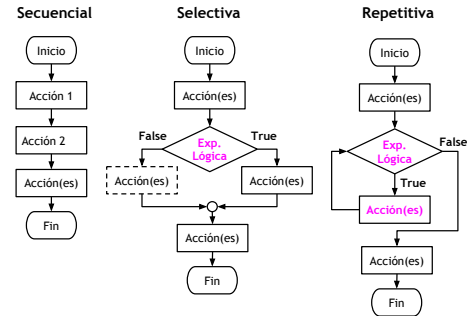 Secuencial
Inicio
Acción 1
Acción 2
Acción(es)
Fin
Selectiva
Inicio
Acción(es)
False
True
Exp.
Lógica
Acción(es)
Acción(es)
Acción(es)
Fin
Repetitiva
Inicio
Acción(es)
Exp.
Lógica
False
True
Acción(es)
Acción(es)
Fin